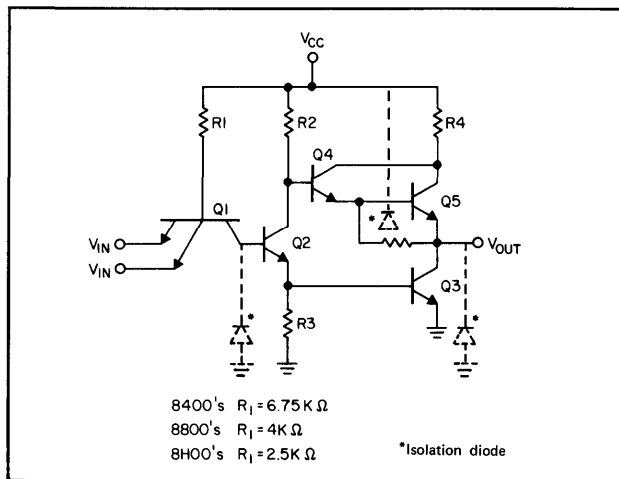 VCC
R1
R2
R4
Q4
Q1
*
Q5
VIN
Q2
VOUT
VIN
Q3
*
R3
*
8400's R1 = 6.75K Ω
8800's R1 = 4K Ω
8H00's R1 = 2.5K Ω
*Isolation diode